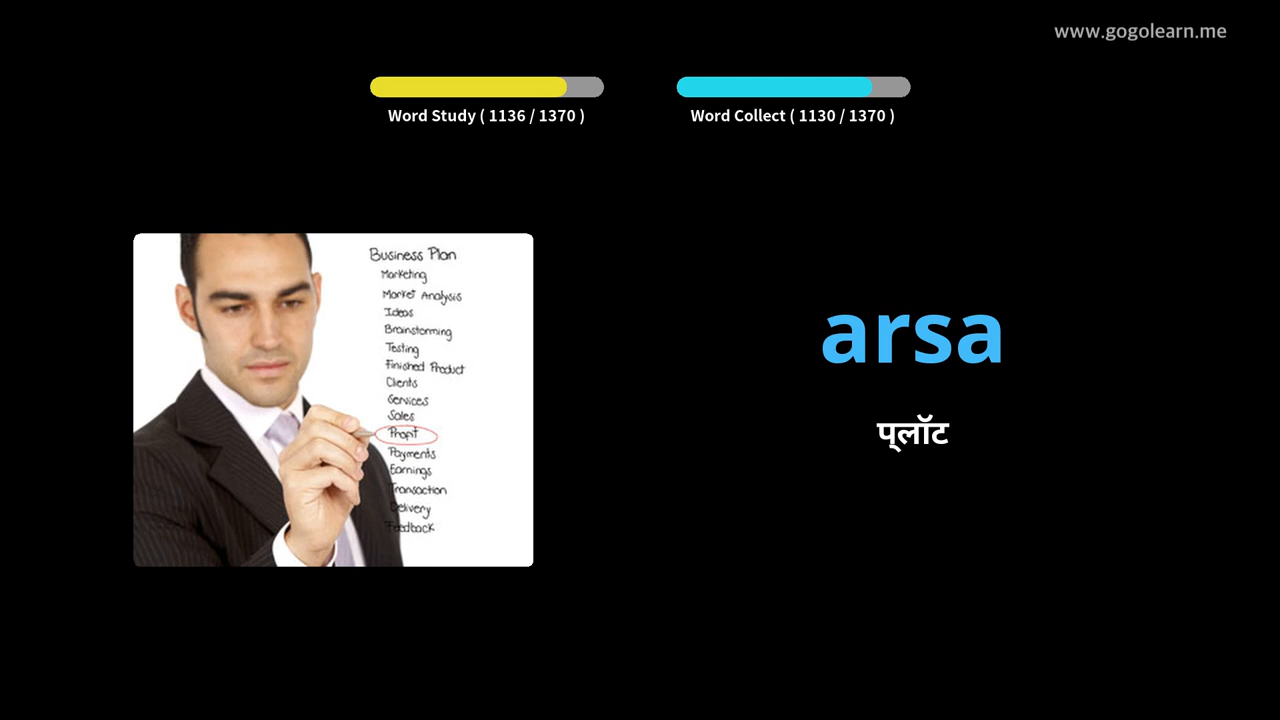 www.gogolearn.me
Word Study ( 1136 / 1370 )
Word Collect ( 1130 / 1370 )
Business Plan
Marketing
Market Analysis
Ideas
Brainstorming
Testing
Finished Product
Clients
Services
Sales
Profit
Payments
Earnings
Transaction
Delivery
Feedback
arsa
प्लॉट